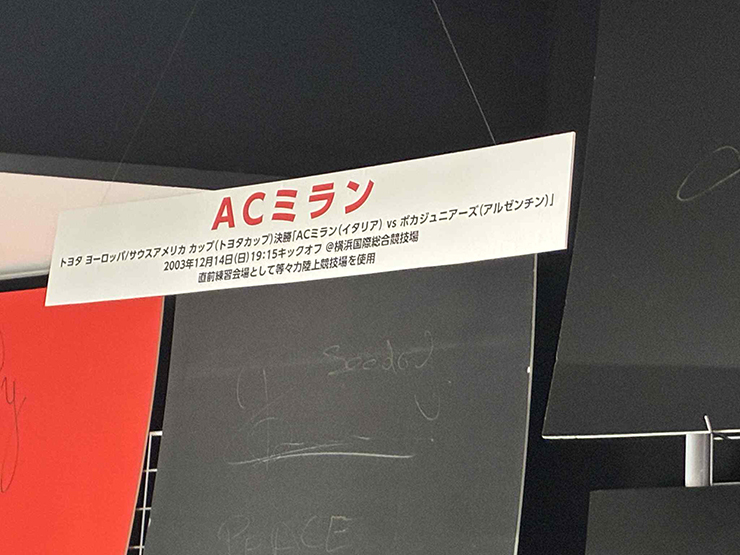 ACミラン
トヨタ ヨーロッパ/サウスアメリカ カップ(トヨタカップ)決勝「ACミラン(イタリア) vs ボカジュニアーズ(アルゼンチン)」
2003年12月14日(日)19:15キックオフ @横浜国際総合競技場
直前練習会場として等々力陸上競技場を使用